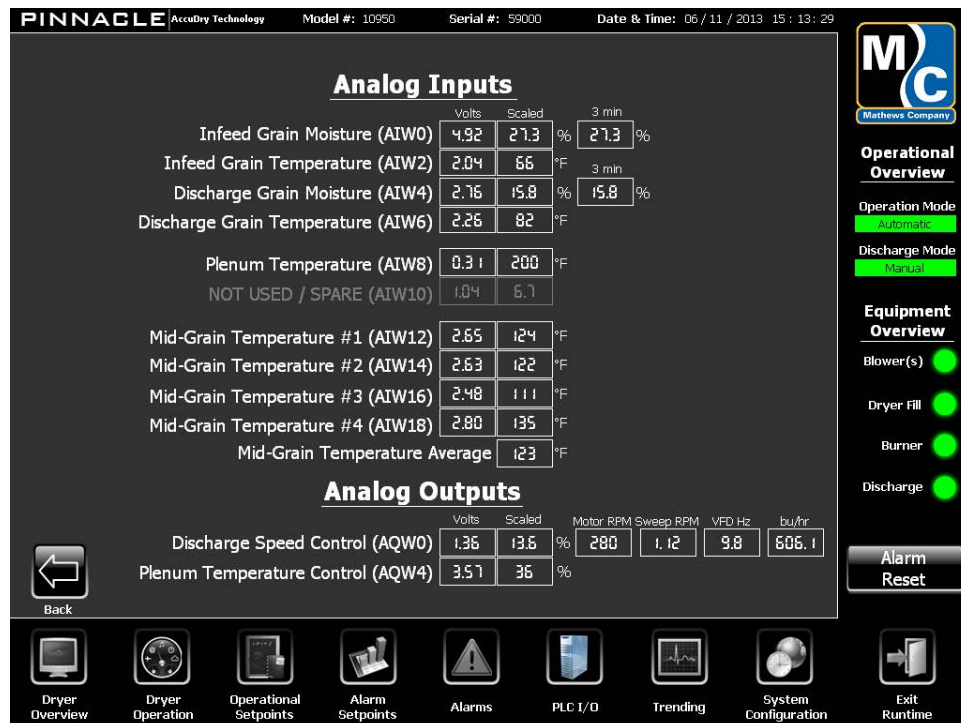 PINNACLE AccuDry Technology Model #: 10950 Serial #: 59000 Date & Time: 06 / 11 / 2013 15 : 13 : 29
Analog Inputs
Volts Scaled 3 min
Infeed Grain Moisture (AIW0) 4.92 27.3 % 27.3 %
Infeed Grain Temperature (AIW2) 2.04 66 °F 3 min
Discharge Grain Moisture (AIW4) 2.76 15.8 % 15.8 %
Discharge Grain Temperature (AIW6) 2.26 82 °F
Plenum Temperature (AIW8) 0.31 200 °F
NOT USED / SPARE (AIW10) 1.04 6.7
Mid-Grain Temperature #1 (AIW12) 2.65 124 °F
Mid-Grain Temperature #2 (AIW14) 2.63 122 °F
Mid-Grain Temperature #3 (AIW16) 2.48 111 °F
Mid-Grain Temperature #4 (AIW18) 2.80 135 °F
Mid-Grain Temperature Average 123 °F
Analog Outputs
Volts Scaled Motor RPM Sweep RPM VFD Hz bu/hr
Discharge Speed Control (AQW0) 1.36 13.6 % 280 1.12 9.8 606.1
Plenum Temperature Control (AQW4) 3.57 36 %
Back
M
C
Mathews Company
Operational
Overview
Operation Mode
Automatic
Discharge Mode
Manual
Equipment
Overview
Blower(s)
Dryer Fill
Burner
Discharge
Alarm
Reset
Dryer
Overview
Dryer
Operation
Operational
Setpoints
Alarm
Setpoints
Alarms
PLC I/O
Trending
System
Configuration
Exit
Runtime